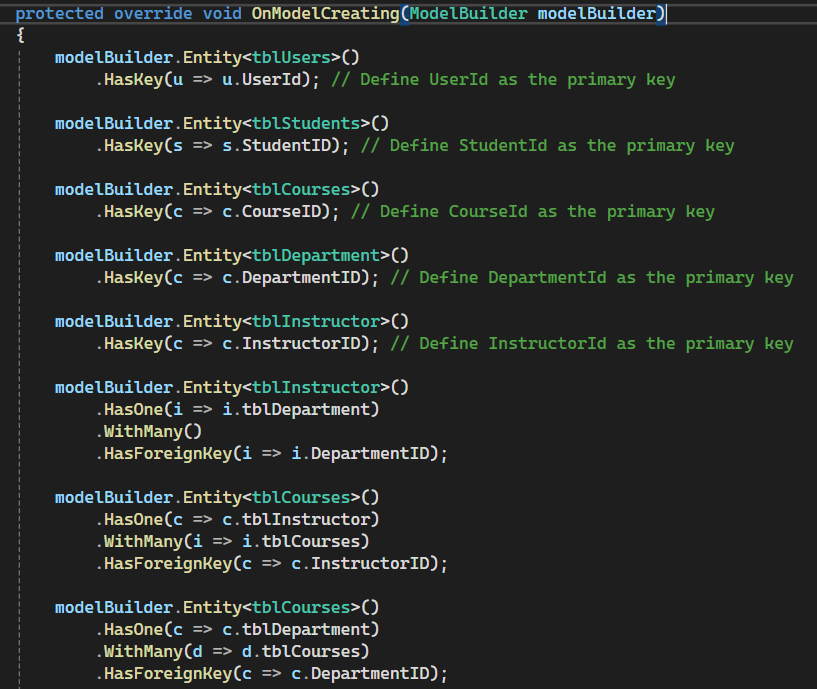 protected override void OnModelCreating(ModelBuilder modelBuilder)
{
modelBuilder.Entity<tblUsers>()
.HasKey(u => u.UserId); // Define UserId as the primary key
modelBuilder.Entity<tblStudents>()
.HasKey(s => s.StudentID); // Define StudentId as the primary key
modelBuilder.Entity<tblCourses>()
.HasKey(c => c.CourseID); // Define CourseId as the primary key
modelBuilder.Entity<tblDepartment>()
.HasKey(c => c.DepartmentID); // Define DepartmentId as the primary key
modelBuilder.Entity<tblInstructor>()
.HasKey(c => c.InstructorID); // Define InstructorId as the primary key
modelBuilder.Entity<tblInstructor>()
.HasOne(i => i.tblDepartment)
.WithMany()
.HasForeignKey(i => i.DepartmentID);
modelBuilder.Entity<tblCourses>()
.HasOne(c => c.tblInstructor)
.WithMany(i => i.tblCourses)
.HasForeignKey(c => c.InstructorID);
modelBuilder.Entity<tblCourses>()
.HasOne(c => c.tblDepartment)
.WithMany(d => d.tblCourses)
.HasForeignKey(c => c.DepartmentID);